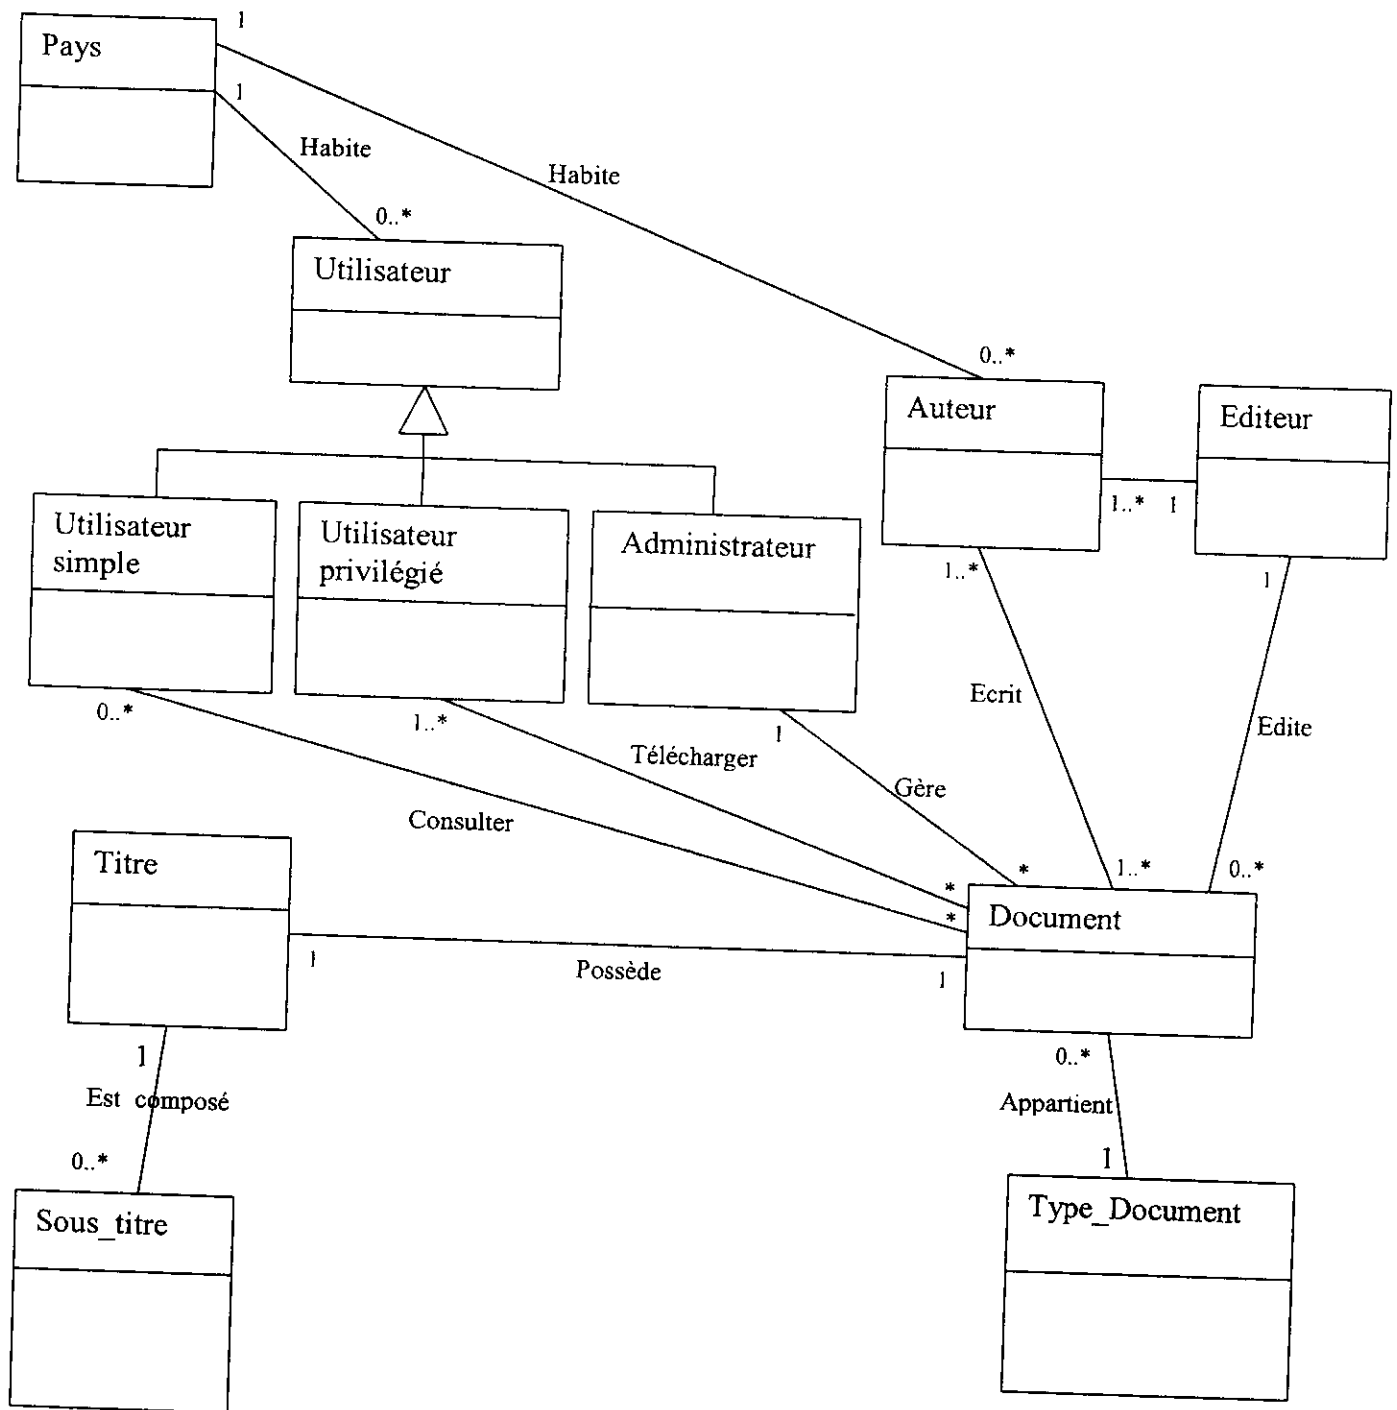 1
Pays
1
Habite
Habite
0..*
Utilisateur
0..*
Auteur
Editeur
1..*
1
Utilisateur
simple
Utilisateur
privilégié
Administrateur
1..*
1
0..*
1..*
1
Ecrit
Edite
Télécharger
Gère
Consulter
Titre
*
1..*
0..*
*
*
Document
1
Possède
1
1
0..*
Est composé
Appartient
0..*
1
Sous_titre
Type_Document